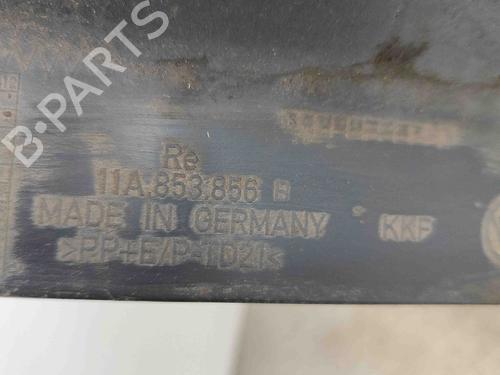 B-PARTS
Re
11A.853.856 B
MADE IN GERMANY KKF
>PP+E/P-TD21<